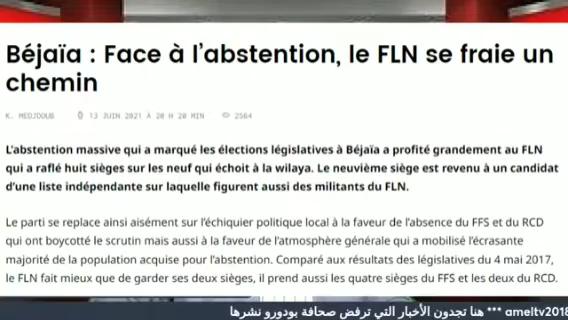 Béjaïa : Face à l’abstention, le FLN se fraie un
chemin
K. MEDJDOUB 13 JUIN 2021 À 20 H 20 MIN 2564
L’abstention massive qui a marqué les élections législatives à Béjaïa a profité grandement au FLN
qui a raflé huit sièges sur les neuf qui échoit à la wilaya. Le neuvième siège est revenu à un candidat
d’une liste indépendante sur laquelle figurent aussi des militants du FLN.
Le parti se replace ainsi aisément sur l’échiquier politique local à la faveur de l’absence du FFS et du RCD
qui ont boycotté le scrutin mais aussi à la faveur de l’atmosphère générale qui a mobilisé l’écrasante
majorité de la population acquise pour l’abstention. Comparé aux résultats des législatives du 4 mai 2017,
le FLN fait mieux que de garder ses deux sièges, il prend aussi les quatre sièges du FFS et les deux du RCD.
ameltv2018 *** هنا تجدون الأخبار التي ترفض صحافة بودورو نشرها